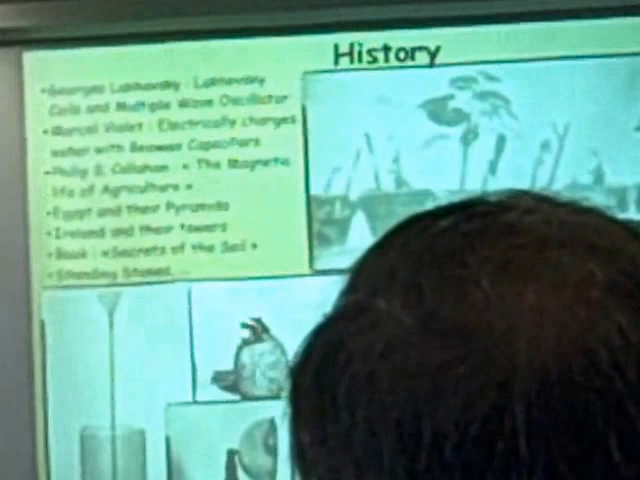 History
•Georges Lakhovsky : Lakhovsky
Coils and Multiple Wave Oscillator
•Marcel Violet : Electrically charges
water with Beeswax Capacitors
•Philip S. Callahan : « The Magnetic
life of Agriculture »
•Egypt and their Pyramids
•Ireland and their towers
•Book : «Secrets of the Soil »
•Standing Stones...